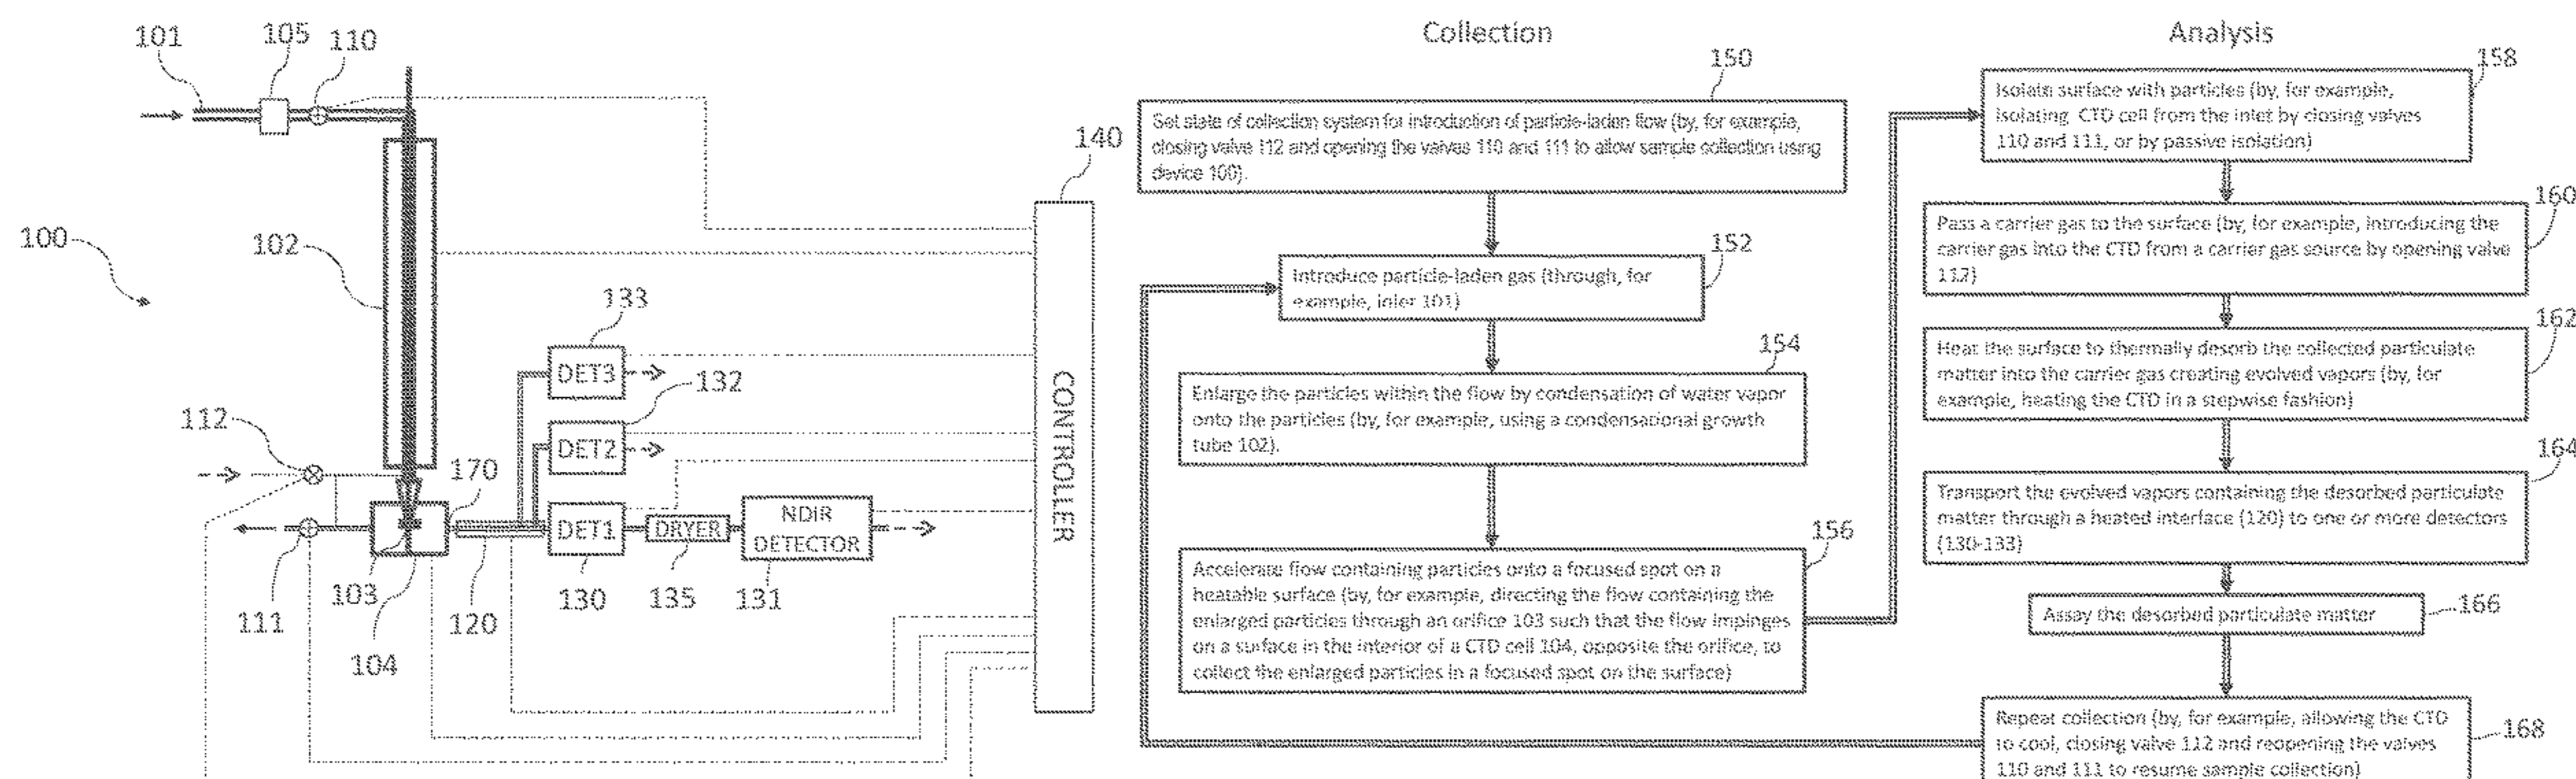 101
105
110
100
102
112
133
DET3
132
DET2
170
DET1
DRYER
NDIR
DETECTOR
103
111
104
120
130
135
131
140
CONTROLLER
Collection
150
Set state of collection system for introduction of particle-laden flow (by, for example,
closing valve 112 and opening the valves 110 and 111 to allow sample collection using
device 100).
152
Introduce particle-laden gas (through, for
example, inler 101)
154
Enlarge the particles within the flow by condensation of water vapor
onto the particles (by, for example, using a condensational growth
tube 102).
156
Accelerate flow containing particles onto a focused spot on a
heatable surface (by, for example, directing the flow containing the
enlarged particles through an orifice 103 such that the flow impinges
on a surface in the interior of a CTD cell 104, opposite the orifice, to
collect the enlarged particles in a focused spot on the surface)
Analysis
158
Isolate surface with particles (by, for example,
isolating CTD cell from the inlet by closing valves
110 and 111, or by passive isolation)
160
Pass a carrier gas to the surface (by, for example, introducing the
carrier gas into the CTD from a carrier gas source by opening valve
112)
162
Heat the surface to thermally desorb the collected particulate
matter into the carrier gas creating evolved vapors (by, for
example, heating the CTD in a stepwise fashion)
164
Transport the evolved vapors containing the desorbed particulate
matter through a heated interface (120) to one or more detectors
(130-133)
Assay the desorbed particulate matter
166
Repeat collection (by, for example, allowing the CTD
to cool, closing valve 112 and reopening the valves
110 and 111 to resume sample collection)
168